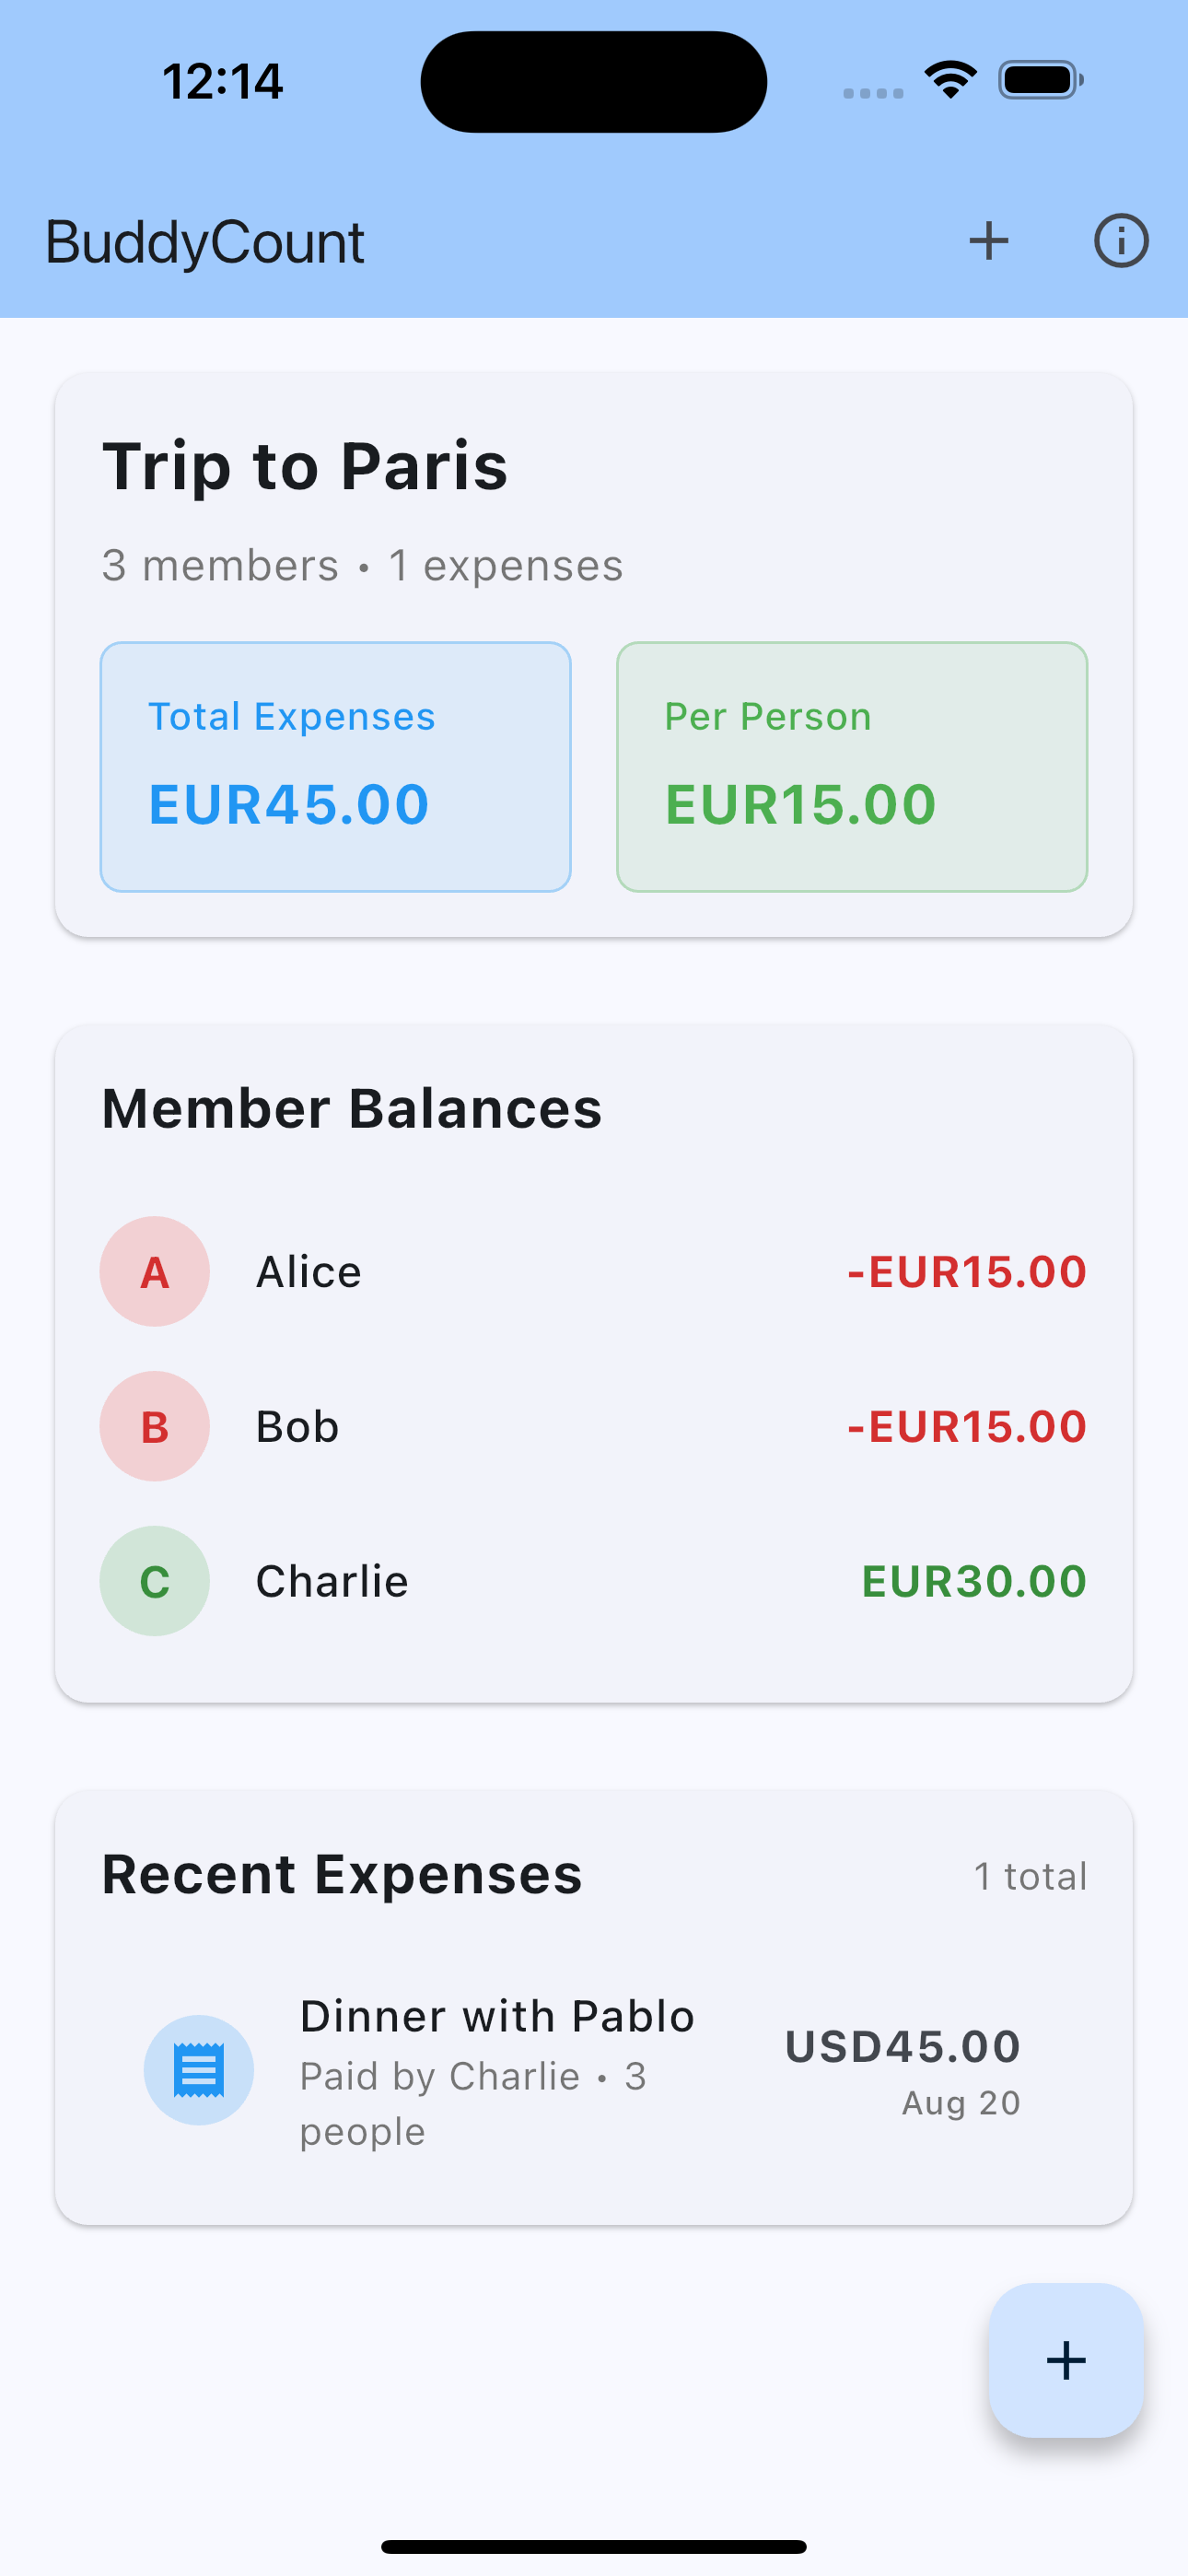 12:14
BuddyCount
Trip to Paris
3 members • 1 expenses
Total Expenses
EUR45.00
Per Person
EUR15.00
Member Balances
A
Alice
-EUR15.00
B
Bob
-EUR15.00
C
Charlie
EUR30.00
Recent Expenses
1 total
Dinner with Pablo
Paid by Charlie • 3
people
USD45.00
Aug 20